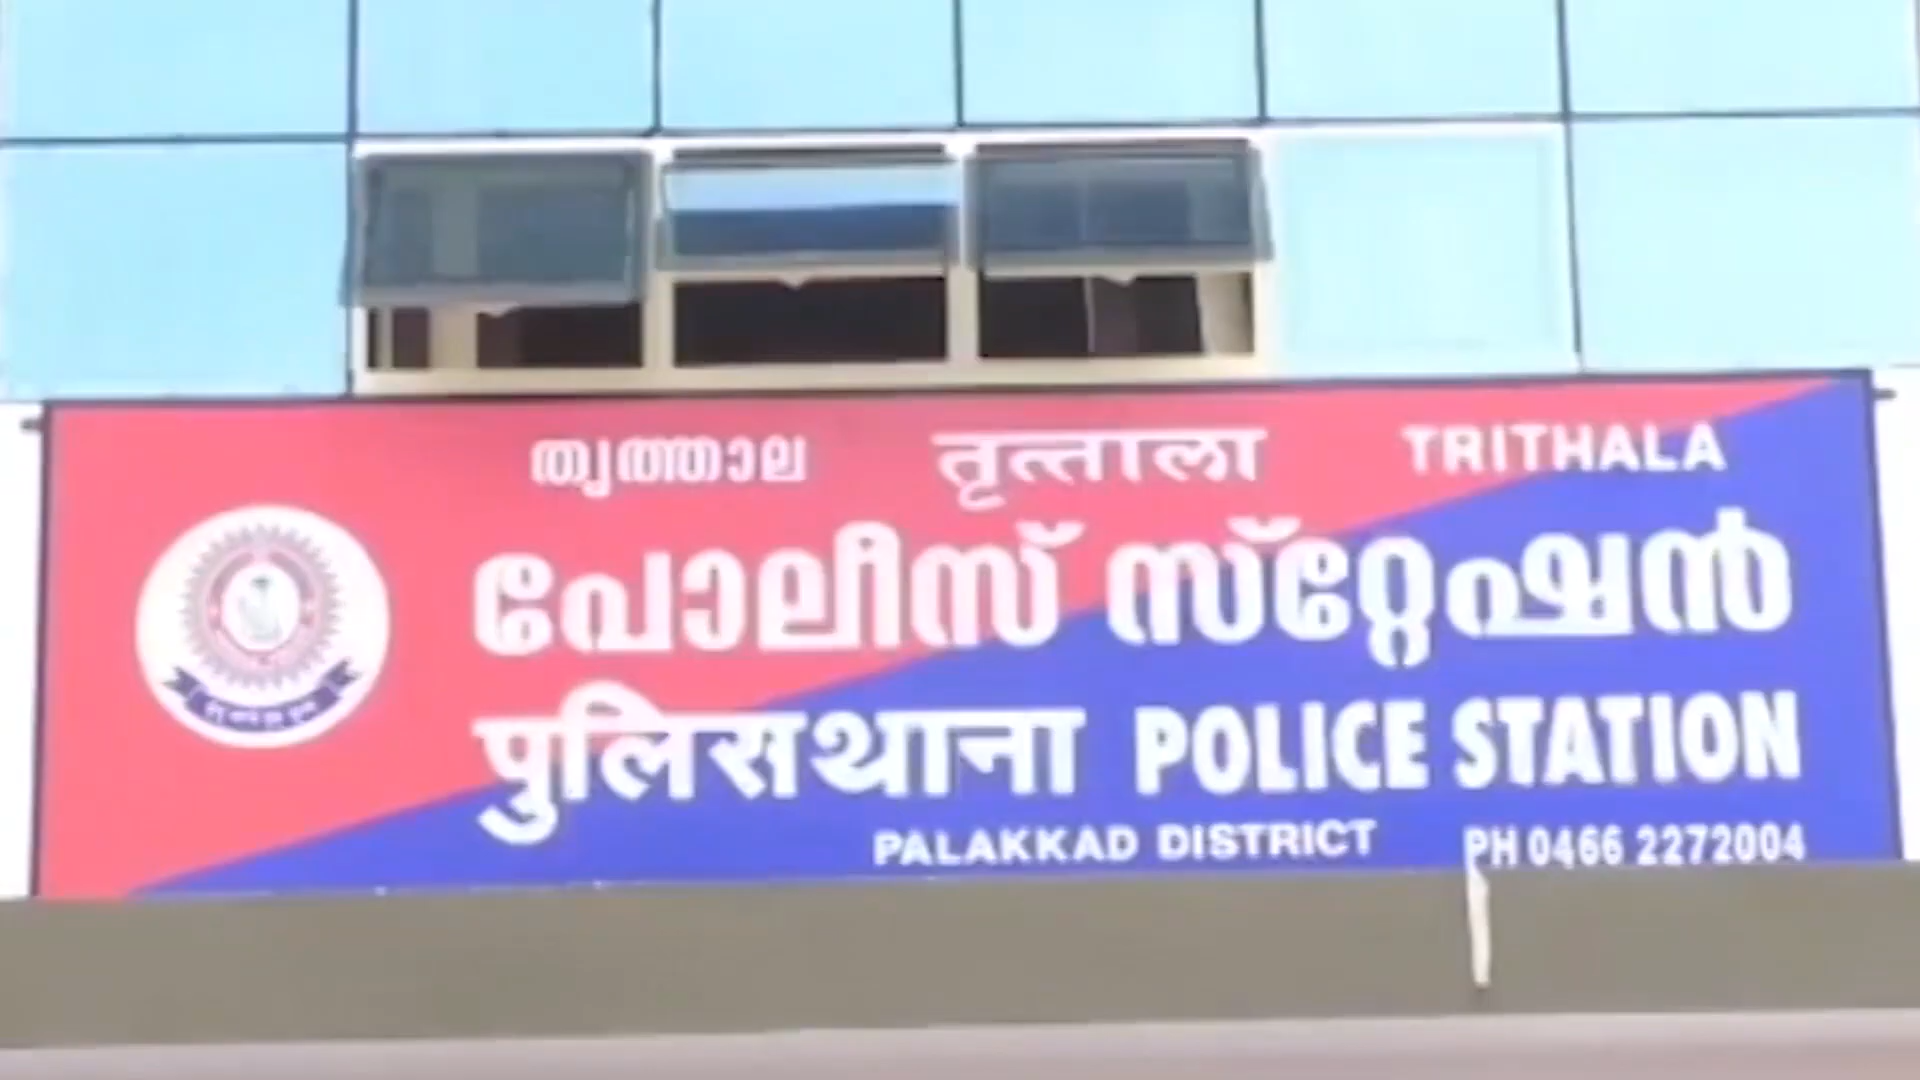 തൃത്താല तृत्ताला TRITHALA
പോലീസ് സ്റ്റേഷൻ
पुलिसथाना POLICE STATION
PALAKKAD DISTRICT PH 0466 2272004